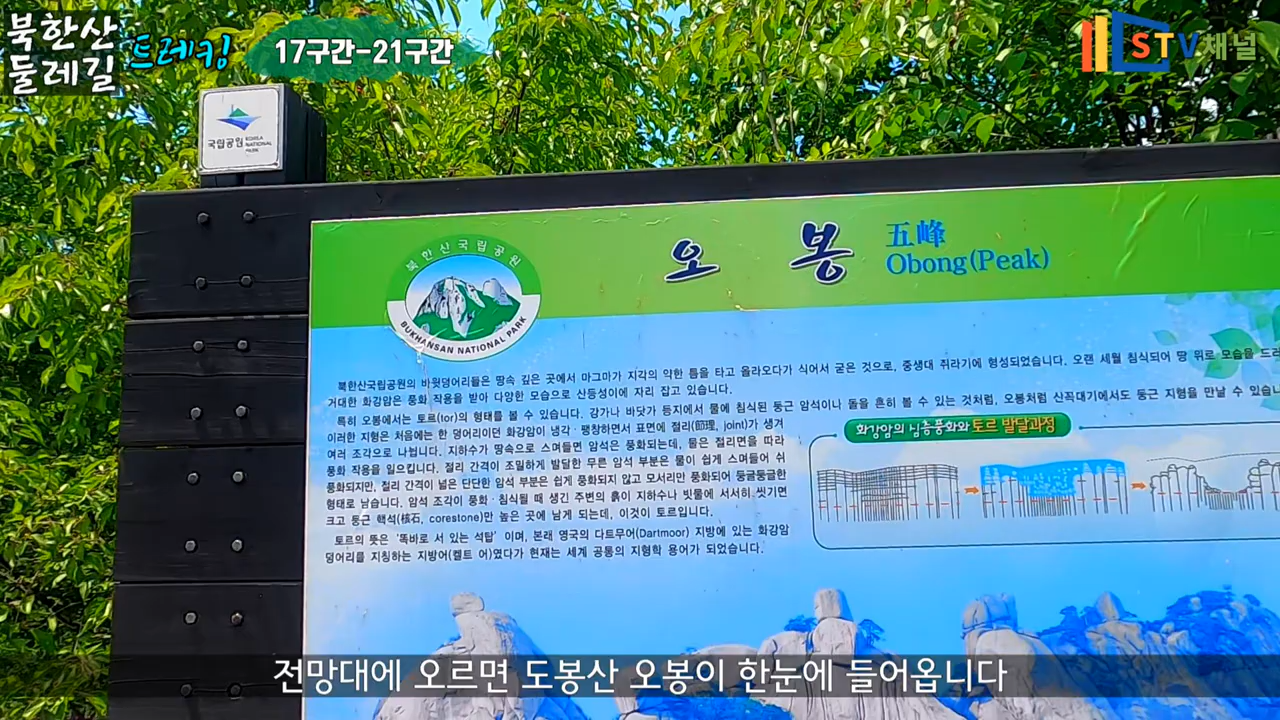 북한산 트레킹 17구간-21구간
둘레길
STV채널
국립공원 KOREA NATIONAL PARK
북한산국립공원
BUKHANSAN NATIONAL PARK
오 봉 五峰
Obong(Peak)
북한산국립공원의 바윗덩어리들은 땅속 깊은 곳에서 마그마가 지각의 약한 틈을 타고 올라오다가 식어서 굳은 것으로, 중생대 쥐라기에 형성되었습니다. 오랜 세월 침식되어 땅 위로 모습을 드러
거대한 화강암은 풍화 작용을 받아 다양한 모습으로 산등성이에 자리 잡고 있습니다.
특히 오봉에서는 토르(tor)의 형태를 볼 수 있습니다. 강가나 바닷가 등지에서 물에 침식된 둥근 암석이나 돌을 흔히 볼 수 있는 것처럼, 오봉처럼 산꼭대기에서도 둥근 지형을 만날 수 있습
이러한 지형은 처음에는 한 덩어리이던 화강암이 냉각·팽창하면서 표면에 절리(節理, joint)가 생겨
여러 조각으로 나뉩니다. 지하수가 땅속으로 스며들면 암석은 풍화되는데, 물은 절리면을 따라
풍화 작용을 일으킵니다. 절리 간격이 조밀하게 발달한 무른 암석 부분은 물이 쉽게 스며들어 쉬
풍화되지만, 절리 간격이 넓은 단단한 암석 부분은 쉽게 풍화되지 않고 모서리만 풍화되어 둥글둥글한
형태로 남습니다. 암석 조각이 풍화·침식될 때 생긴 주변의 흙이 지하수나 빗물에 서서히 씻기면
크고 둥근 핵석(核石, corestone)만 높은 곳에 남게 되는데, 이것이 토르입니다.
토르의 뜻은 '똑바로 서 있는 석탑' 이며, 본래 영국의 다트무어(Dartmoor) 지방에 있는 화강암
덩어리를 지칭하는 지방어(켈트 어)였다가 현재는 세계 공통의 지형학 용어가 되었습니다.
화강암의 심층풍화와 토르 발달과정
전망대에 오르면 도봉산 오봉이 한눈에 들어옵니다